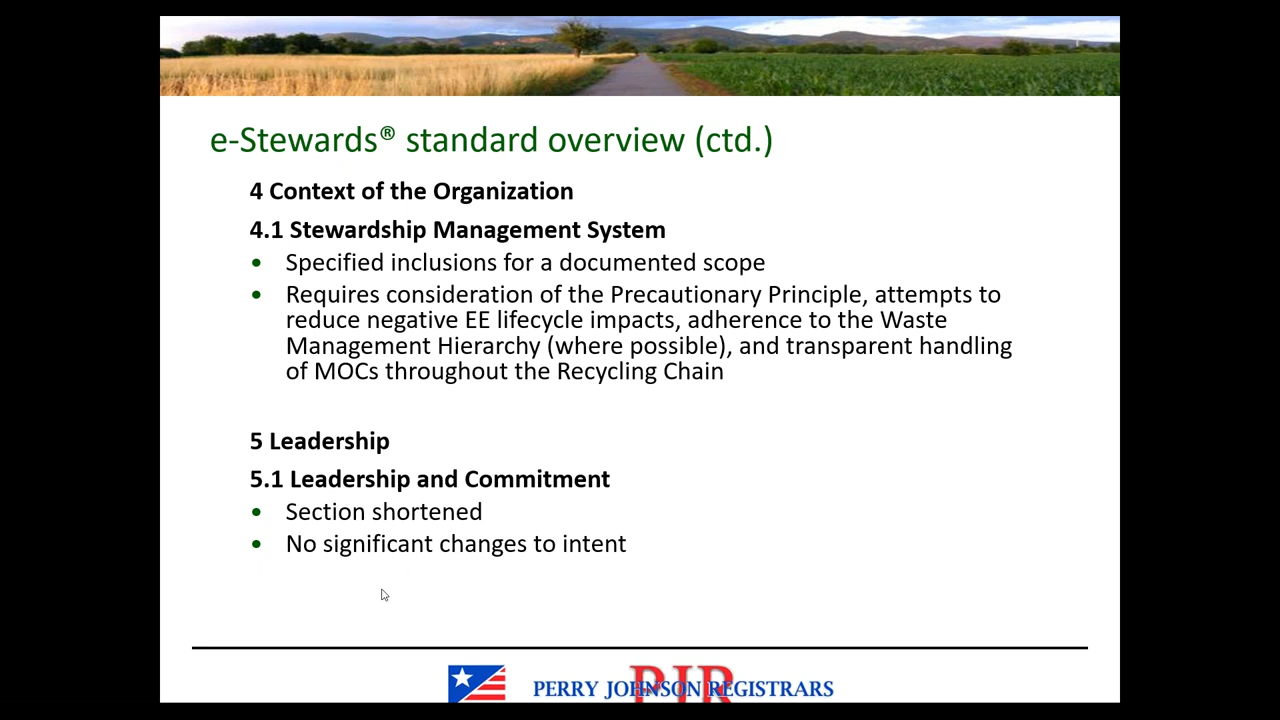 e-Stewards® standard overview (ctd.)
4 Context of the Organization
4.1 Stewardship Management System
• Specified inclusions for a documented scope
• Requires consideration of the Precautionary Principle, attempts to
reduce negative EE lifecycle impacts, adherence to the Waste
Management Hierarchy (where possible), and transparent handling
of MOCs throughout the Recycling Chain
5 Leadership
5.1 Leadership and Commitment
• Section shortened
• No significant changes to intent
PJR
PERRY JOHNSON REGISTRARS